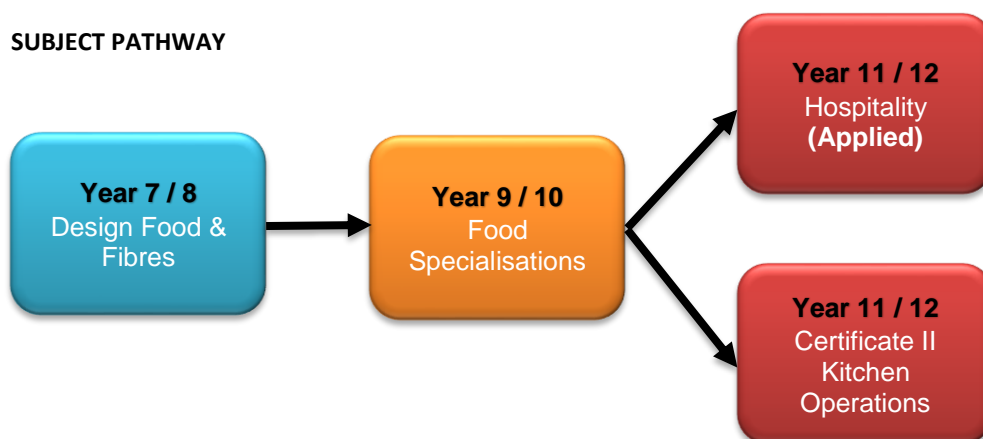 SUBJECT PATHWAY
Year 7 / 8
Design Food &
Fibres
Year 9 / 10
Food
Specialisations
Year 11 / 12
Hospitality
(Applied)
Year 11 / 12
Certificate II
Kitchen
Operations